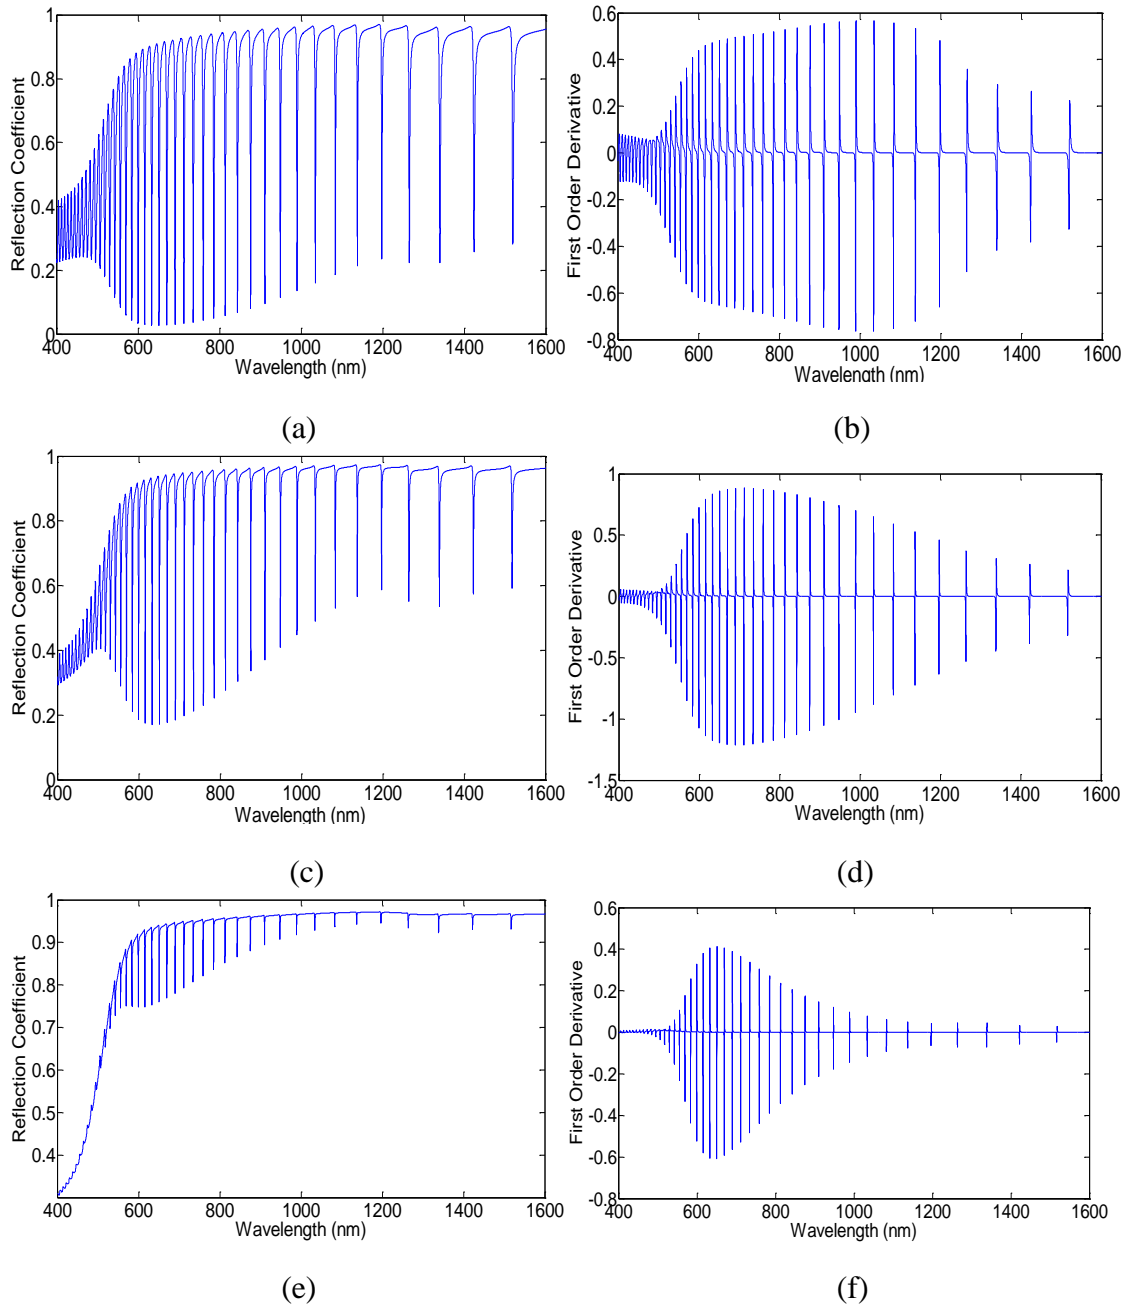 1
0.8
0.6
0.4
0.2
0
Reflection Coefficient
400 600 800 1000 1200 1400 1600
Wavelength (nm)
(a)
0.6
0.4
0.2
0
-0.2
-0.4
-0.6
-0.8
First Order Derivative
400 600 800 1000 1200 1400 1600
Wavelength (nm)
(b)
1
0.8
0.6
0.4
0.2
0
Reflection Coefficient
400 600 800 1000 1200 1400 1600
Wavelength (nm)
(c)
1
0.5
0
-0.5
-1
-1.5
First Order Derivative
400 600 800 1000 1200 1400 1600
Wavelength (nm)
(d)
1
0.9
0.8
0.7
0.6
0.5
0.4
Reflection Coefficient
400 600 800 1000 1200 1400 1600
Wavelength (nm)
(e)
0.6
0.4
0.2
0
-0.2
-0.4
-0.6
-0.8
First Order Derivative
400 600 800 1000 1200 1400 1600
Wavelength (nm)
(f)